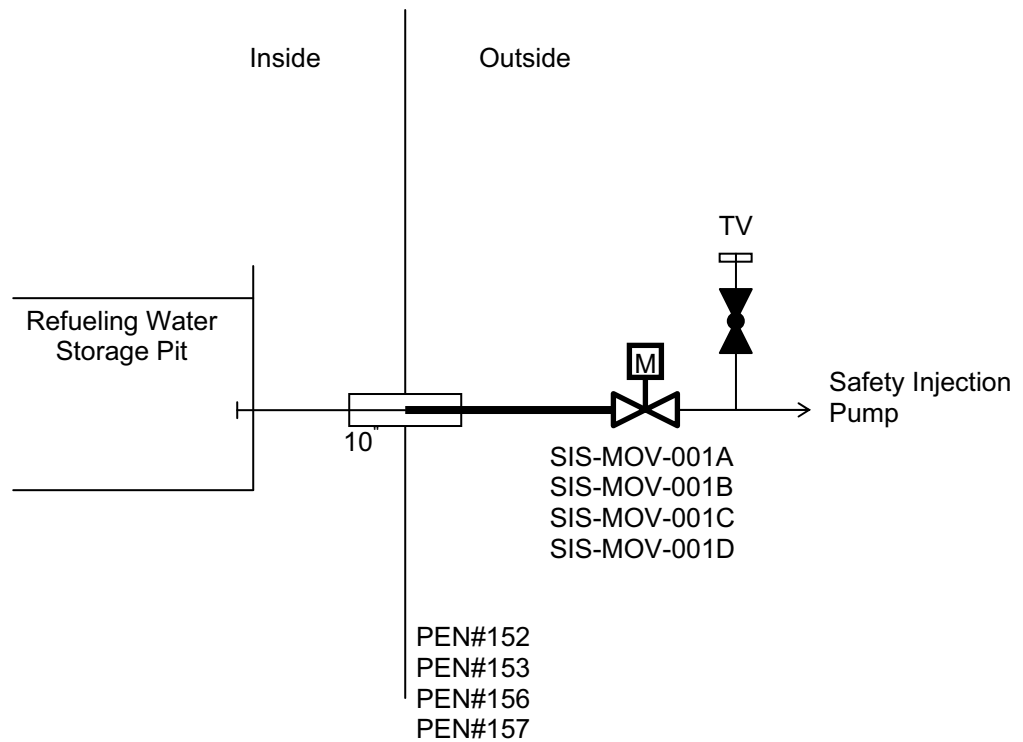 Inside
Outside
TV
Refueling Water
Storage Pit
M
Safety Injection
Pump
10"
SIS-MOV-001A
SIS-MOV-001B
SIS-MOV-001C
SIS-MOV-001D
PEN#152
PEN#153
PEN#156
PEN#157